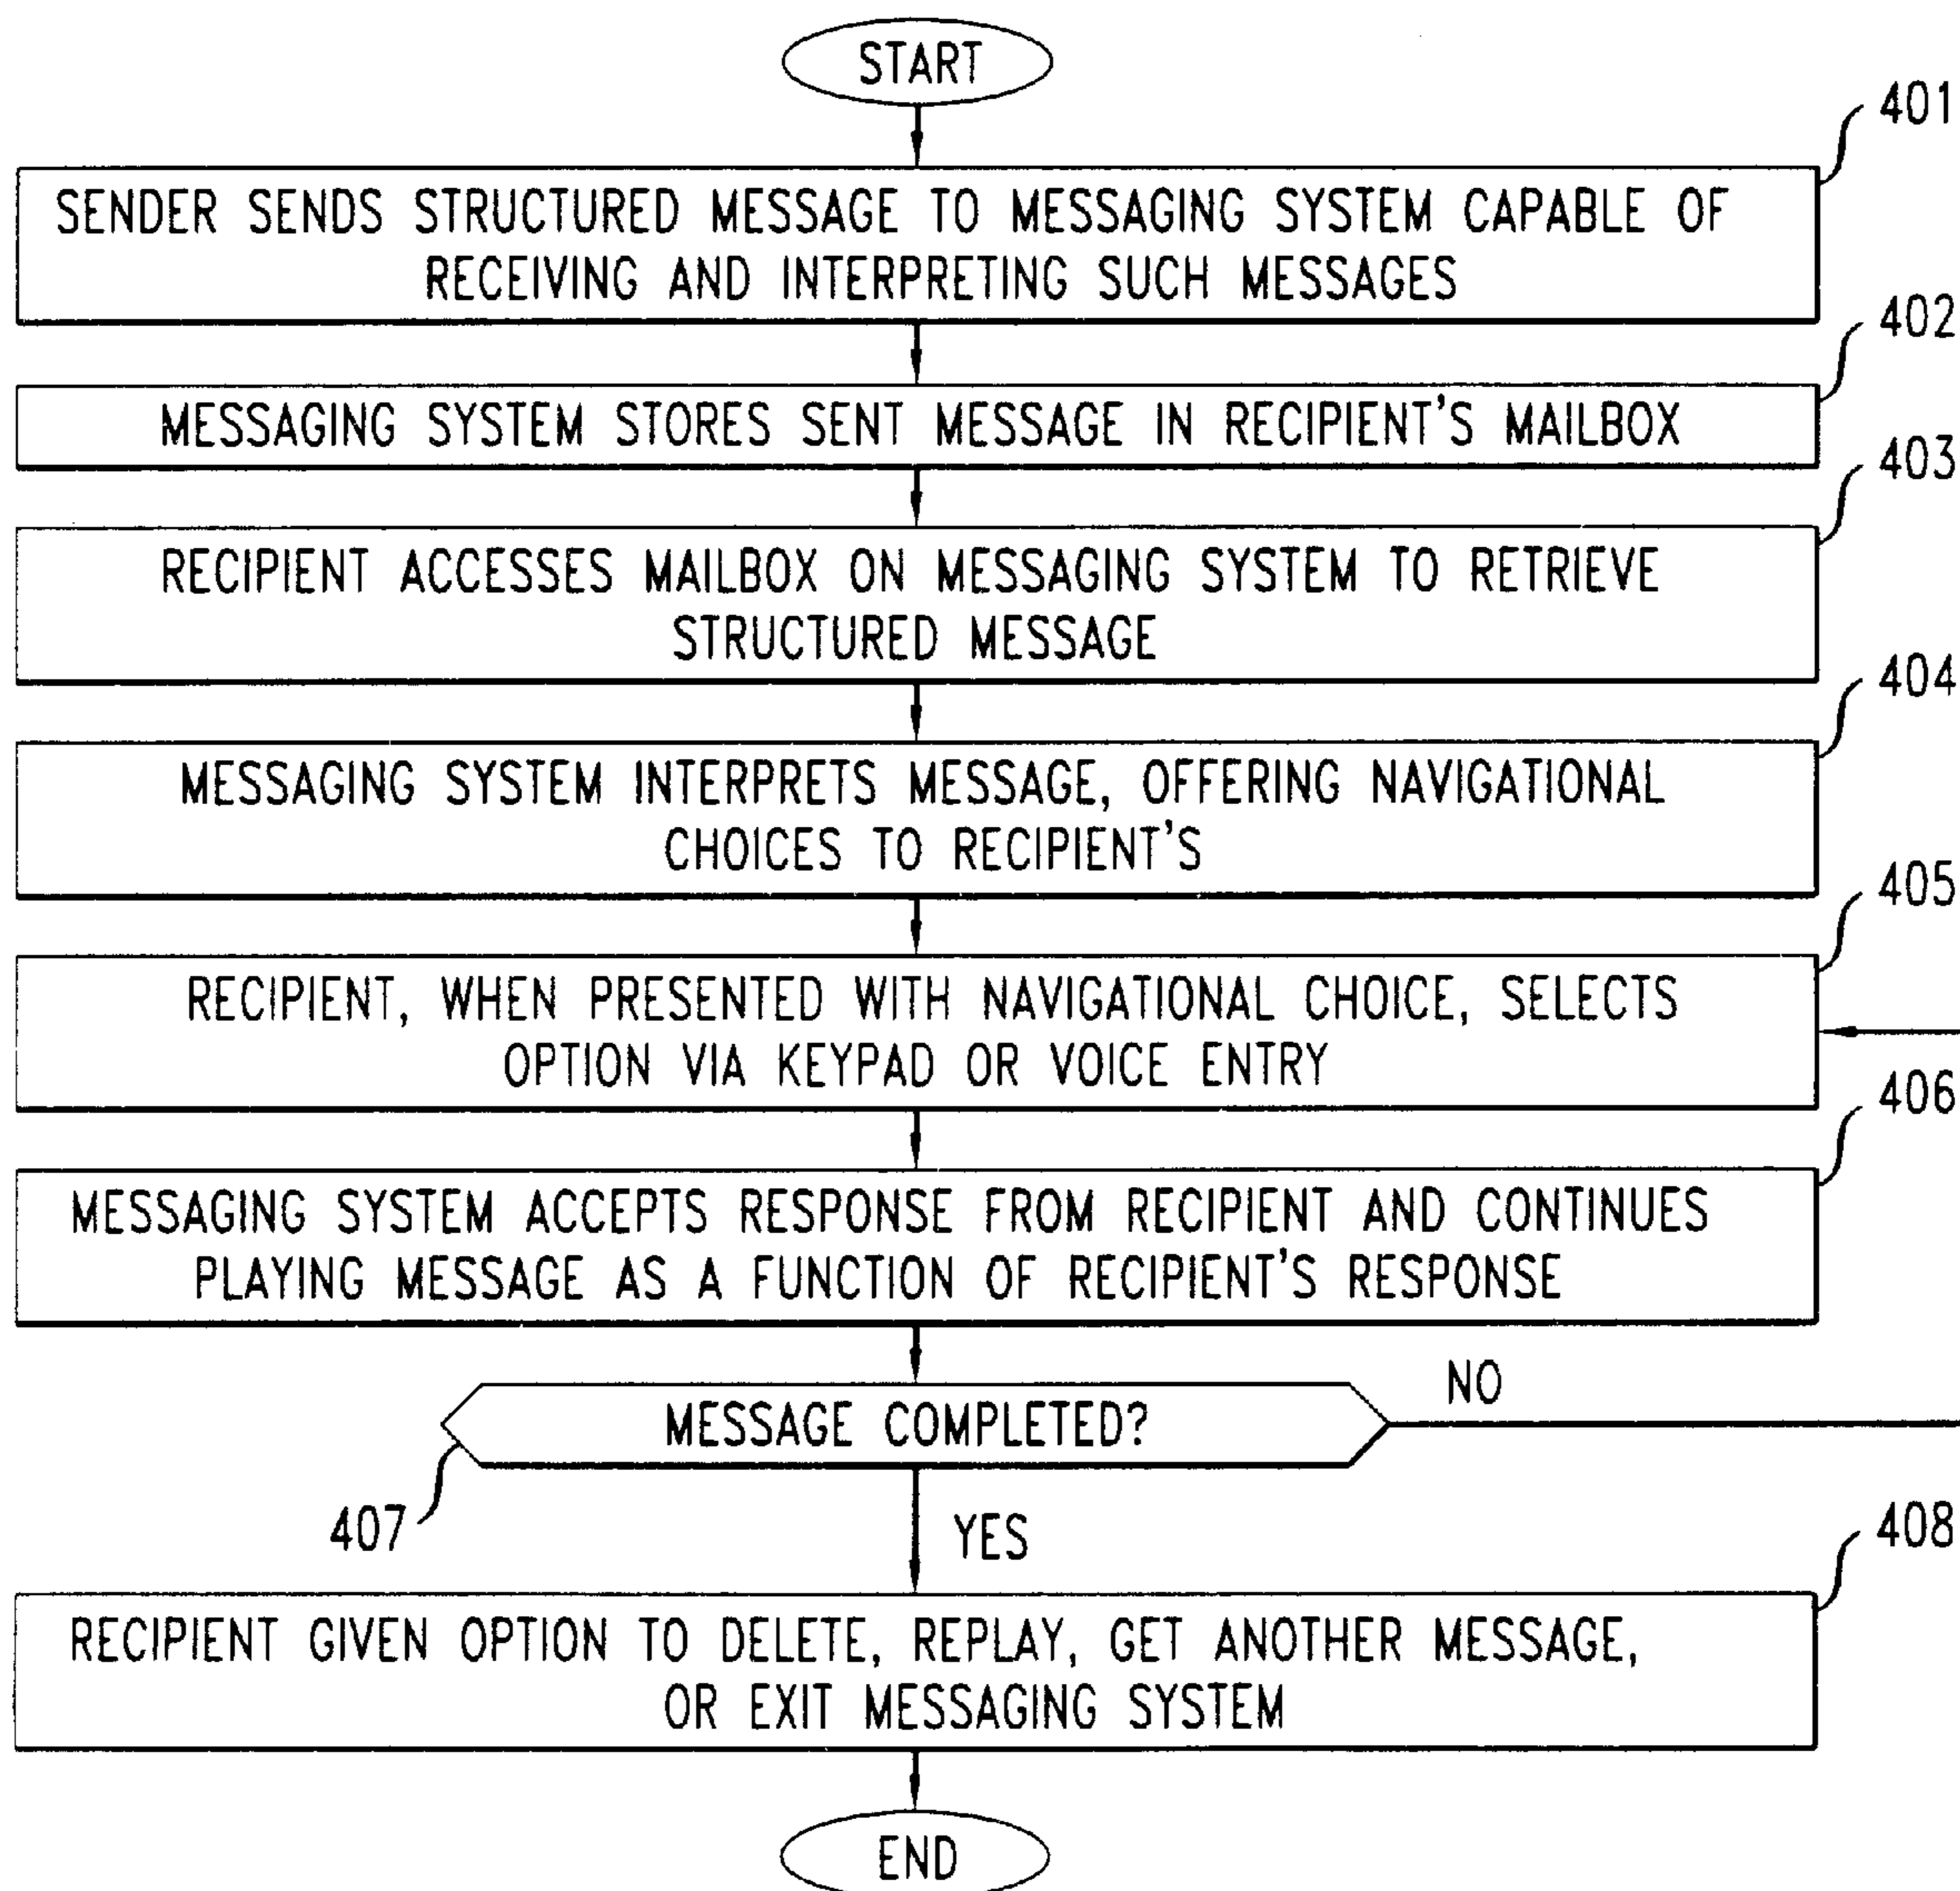 START
401
SENDER SENDS STRUCTURED MESSAGE TO MESSAGING SYSTEM CAPABLE OF
RECEIVING AND INTERPRETING SUCH MESSAGES
402
MESSAGING SYSTEM STORES SENT MESSAGE IN RECIPIENT'S MAILBOX
403
RECIPIENT ACCESSES MAILBOX ON MESSAGING SYSTEM TO RETRIEVE
STRUCTURED MESSAGE
404
MESSAGING SYSTEM INTERPRETS MESSAGE, OFFERING NAVIGATIONAL
CHOICES TO RECIPIENT'S
405
RECIPIENT, WHEN PRESENTED WITH NAVIGATIONAL CHOICE, SELECTS
OPTION VIA KEYPAD OR VOICE ENTRY
406
MESSAGING SYSTEM ACCEPTS RESPONSE FROM RECIPIENT AND CONTINUES
PLAYING MESSAGE AS A FUNCTION OF RECIPIENT'S RESPONSE
NO
MESSAGE COMPLETED?
407
YES
408
RECIPIENT GIVEN OPTION TO DELETE, REPLAY, GET ANOTHER MESSAGE,
OR EXIT MESSAGING SYSTEM
END